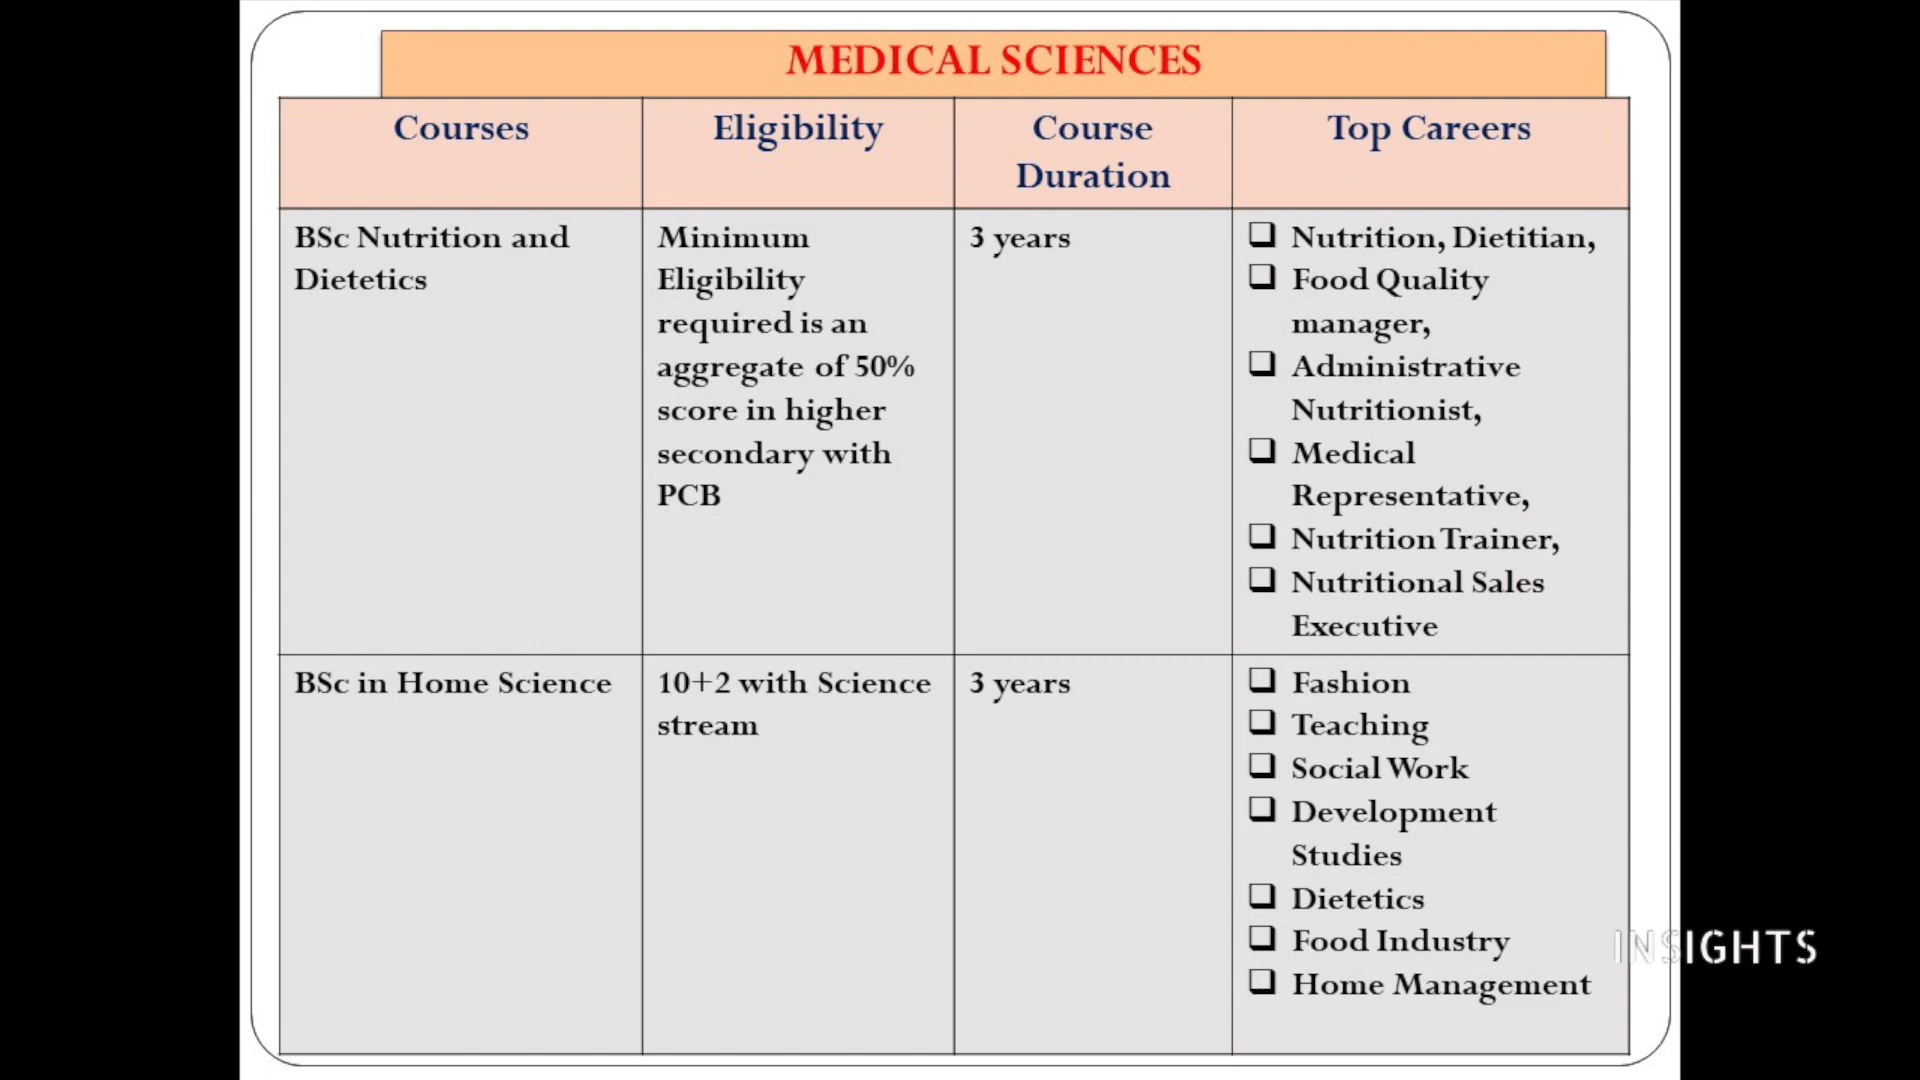 MEDICAL SCIENCES
Courses
Eligibility
Course
Duration
Top Careers
BSc Nutrition and
Dietetics
Minimum
Eligibility
required is an
aggregate of 50%
score in higher
secondary with
PCB
3 years
Nutrition, Dietitian,
Food Quality
manager,
Administrative
Nutritionist,
Medical
Representative,
Nutrition Trainer,
Nutritional Sales
Executive
BSc in Home Science
10+2 with Science
stream
3 years
Fashion
Teaching
Social Work
Development
Studies
Dietetics
Food Industry
Home Management
INSIGHTS